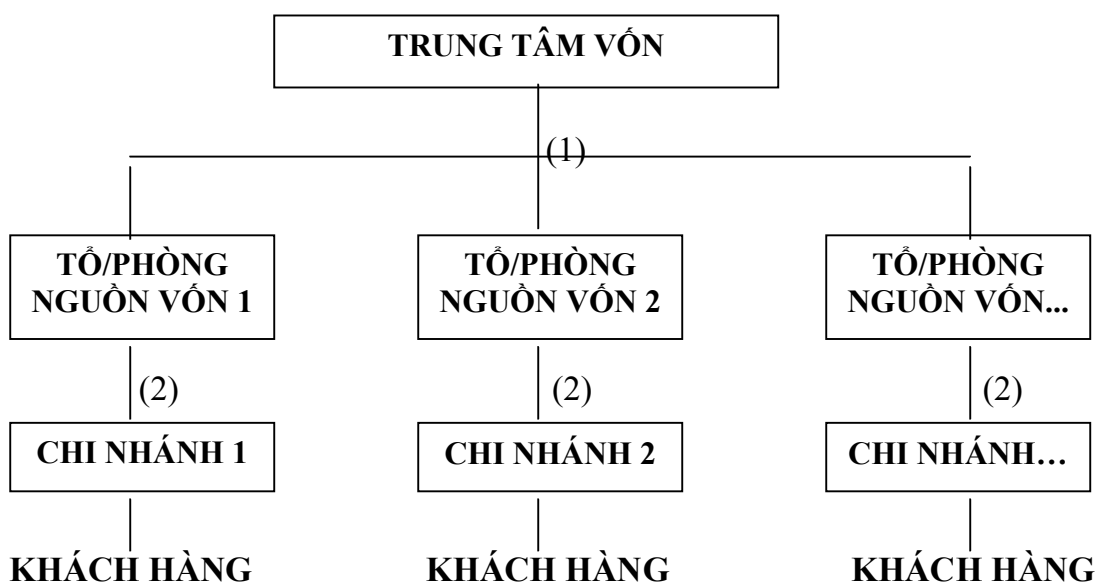 TRUNG TÂM VỐN
(1)
TỔ/PHÒNG
NGUỒN VỐN 1
TỔ/PHÒNG
NGUỒN VỐN 2
TỔ/PHÒNG
NGUỒN VỐN...
(2)
(2)
(2)
CHI NHÁNH 1
CHI NHÁNH 2
CHI NHÁNH…
KHÁCH HÀNG
KHÁCH HÀNG
KHÁCH HÀNG